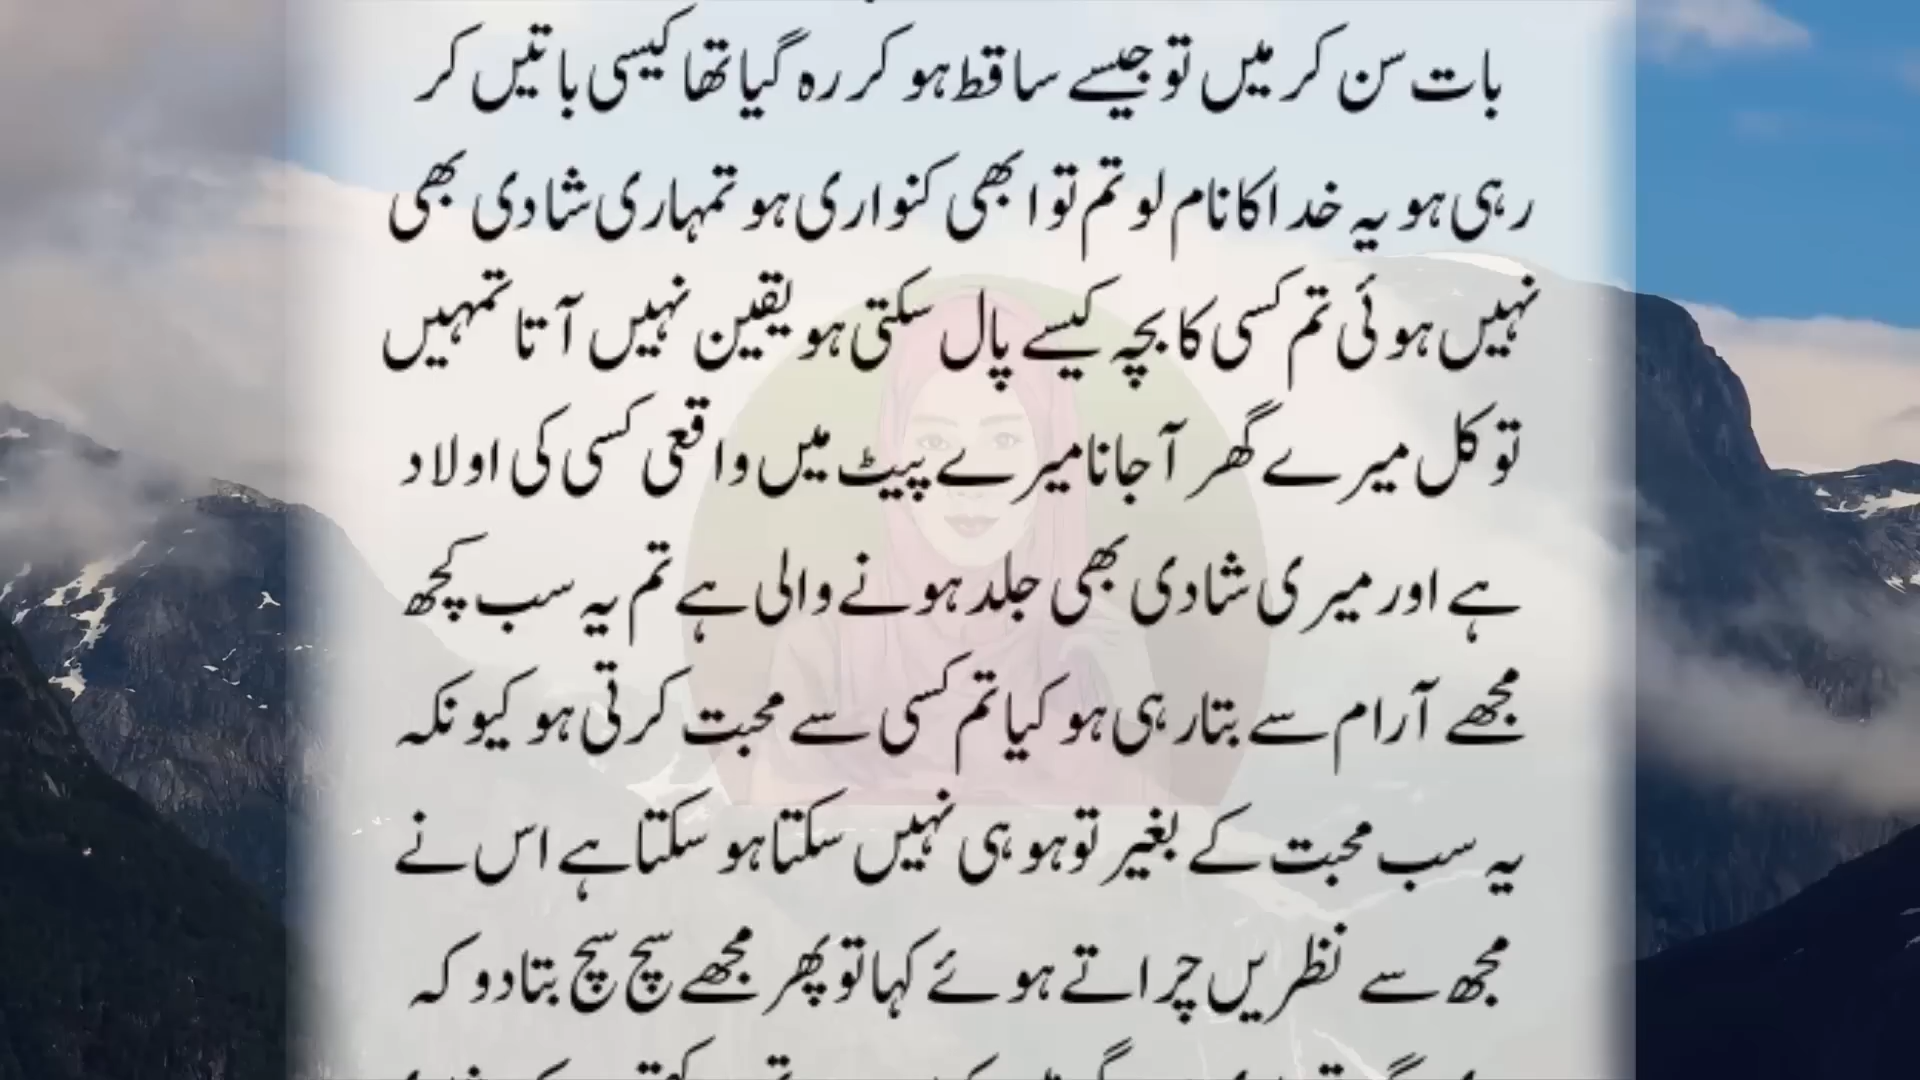 بات سن کر میں تو جیسے ساقط ہو کر رہ گیا تھا کیسی باتیں کر
رہی ہو یہ خدا کا نام لو تم تو ابھی کنواری ہو تمہاری شادی بھی
نہیں ہوئی تم کسی کا بچہ کیسے پال سکتی ہو یقین نہیں آتا تمہیں
تو کل میرے گھر آ جانا میرے پیٹ میں واقعی کسی کی اولاد
ہے اور میری شادی بھی جلد ہونے والی ہے تم یہ سب کچھ
مجھے آرام سے بتا رہی ہو کیا تم کسی سے محبت کرتی ہو کیونکہ
یہ سب محبت کے بغیر تو ہو ہی نہیں سکتا ہو سکتا ہے اس نے
مجھ سے نظریں چراتے ہوئے کہا تو پھر مجھے سچ سچ بتا دو کہ